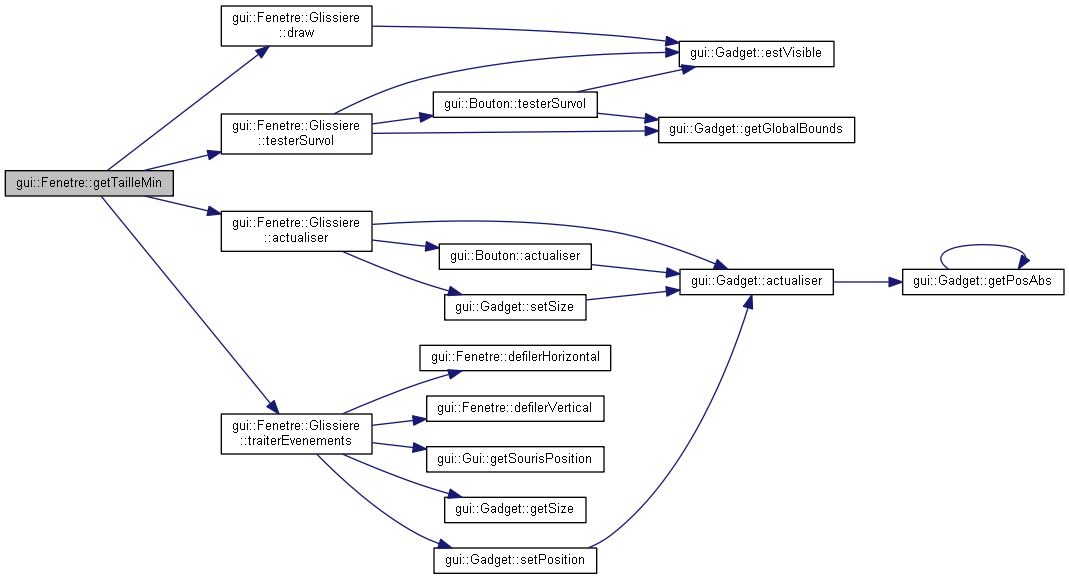 gui::Fenetre::Glissiere
::draw
gui::Gadget::estVisible
gui::Bouton::testerSurvol
gui::Fenetre::Glissiere
::testerSurvol
gui::Gadget::getGlobalBounds
gui::Fenetre::getTailleMin
gui::Fenetre::Glissiere
::actualiser
gui::Bouton::actualiser
gui::Gadget::actualiser
gui::Gadget::getPosAbs
gui::Gadget::setSize
gui::Fenetre::defilerHorizontal
gui::Fenetre::defilerVertical
gui::Fenetre::Glissiere
::traiterEvenements
gui::Gui::getSourisPosition
gui::Gadget::getSize
gui::Gadget::setPosition